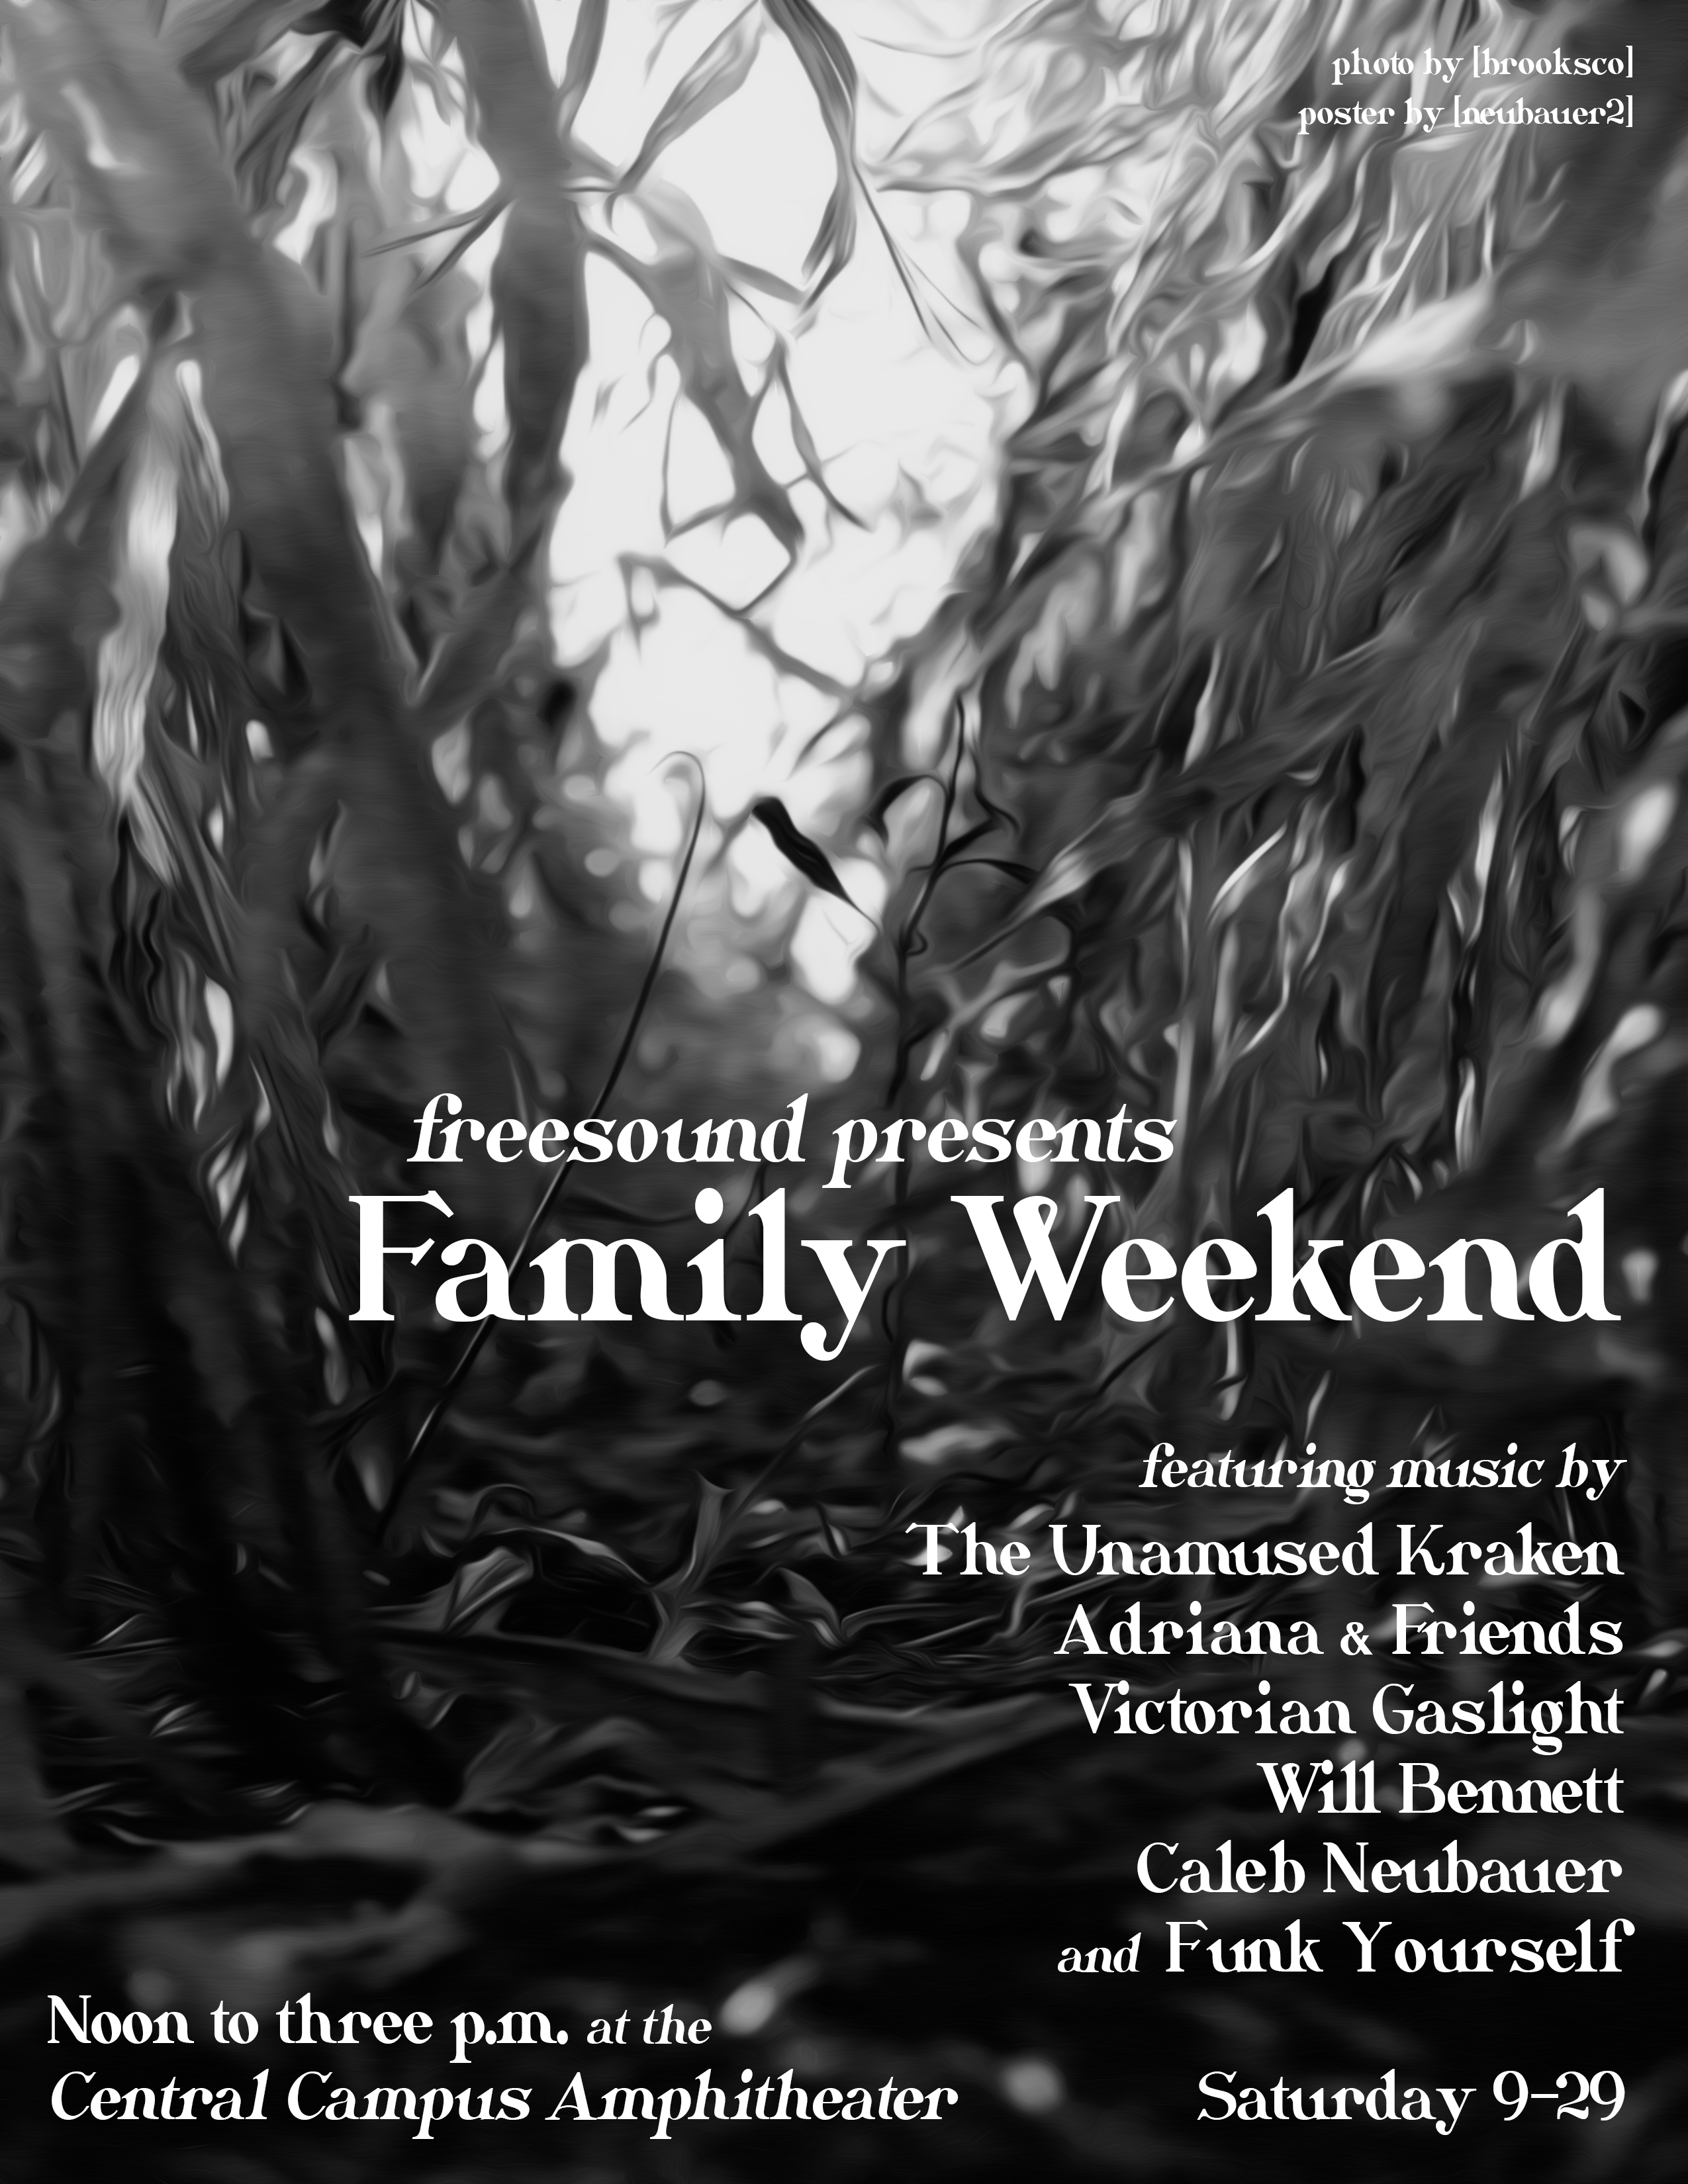 photo by [brooksco]
poster by [neubauer2]
freesound presents
Family Weekend
featuring music by
The Unamused Kraken
Adriana & Friends
Victorian Gaslight
Will Bennett
Caleb Neubauer
and Funk Yourself
Noon to three p.m. at the
Central Campus Amphitheater
Saturday 9–29